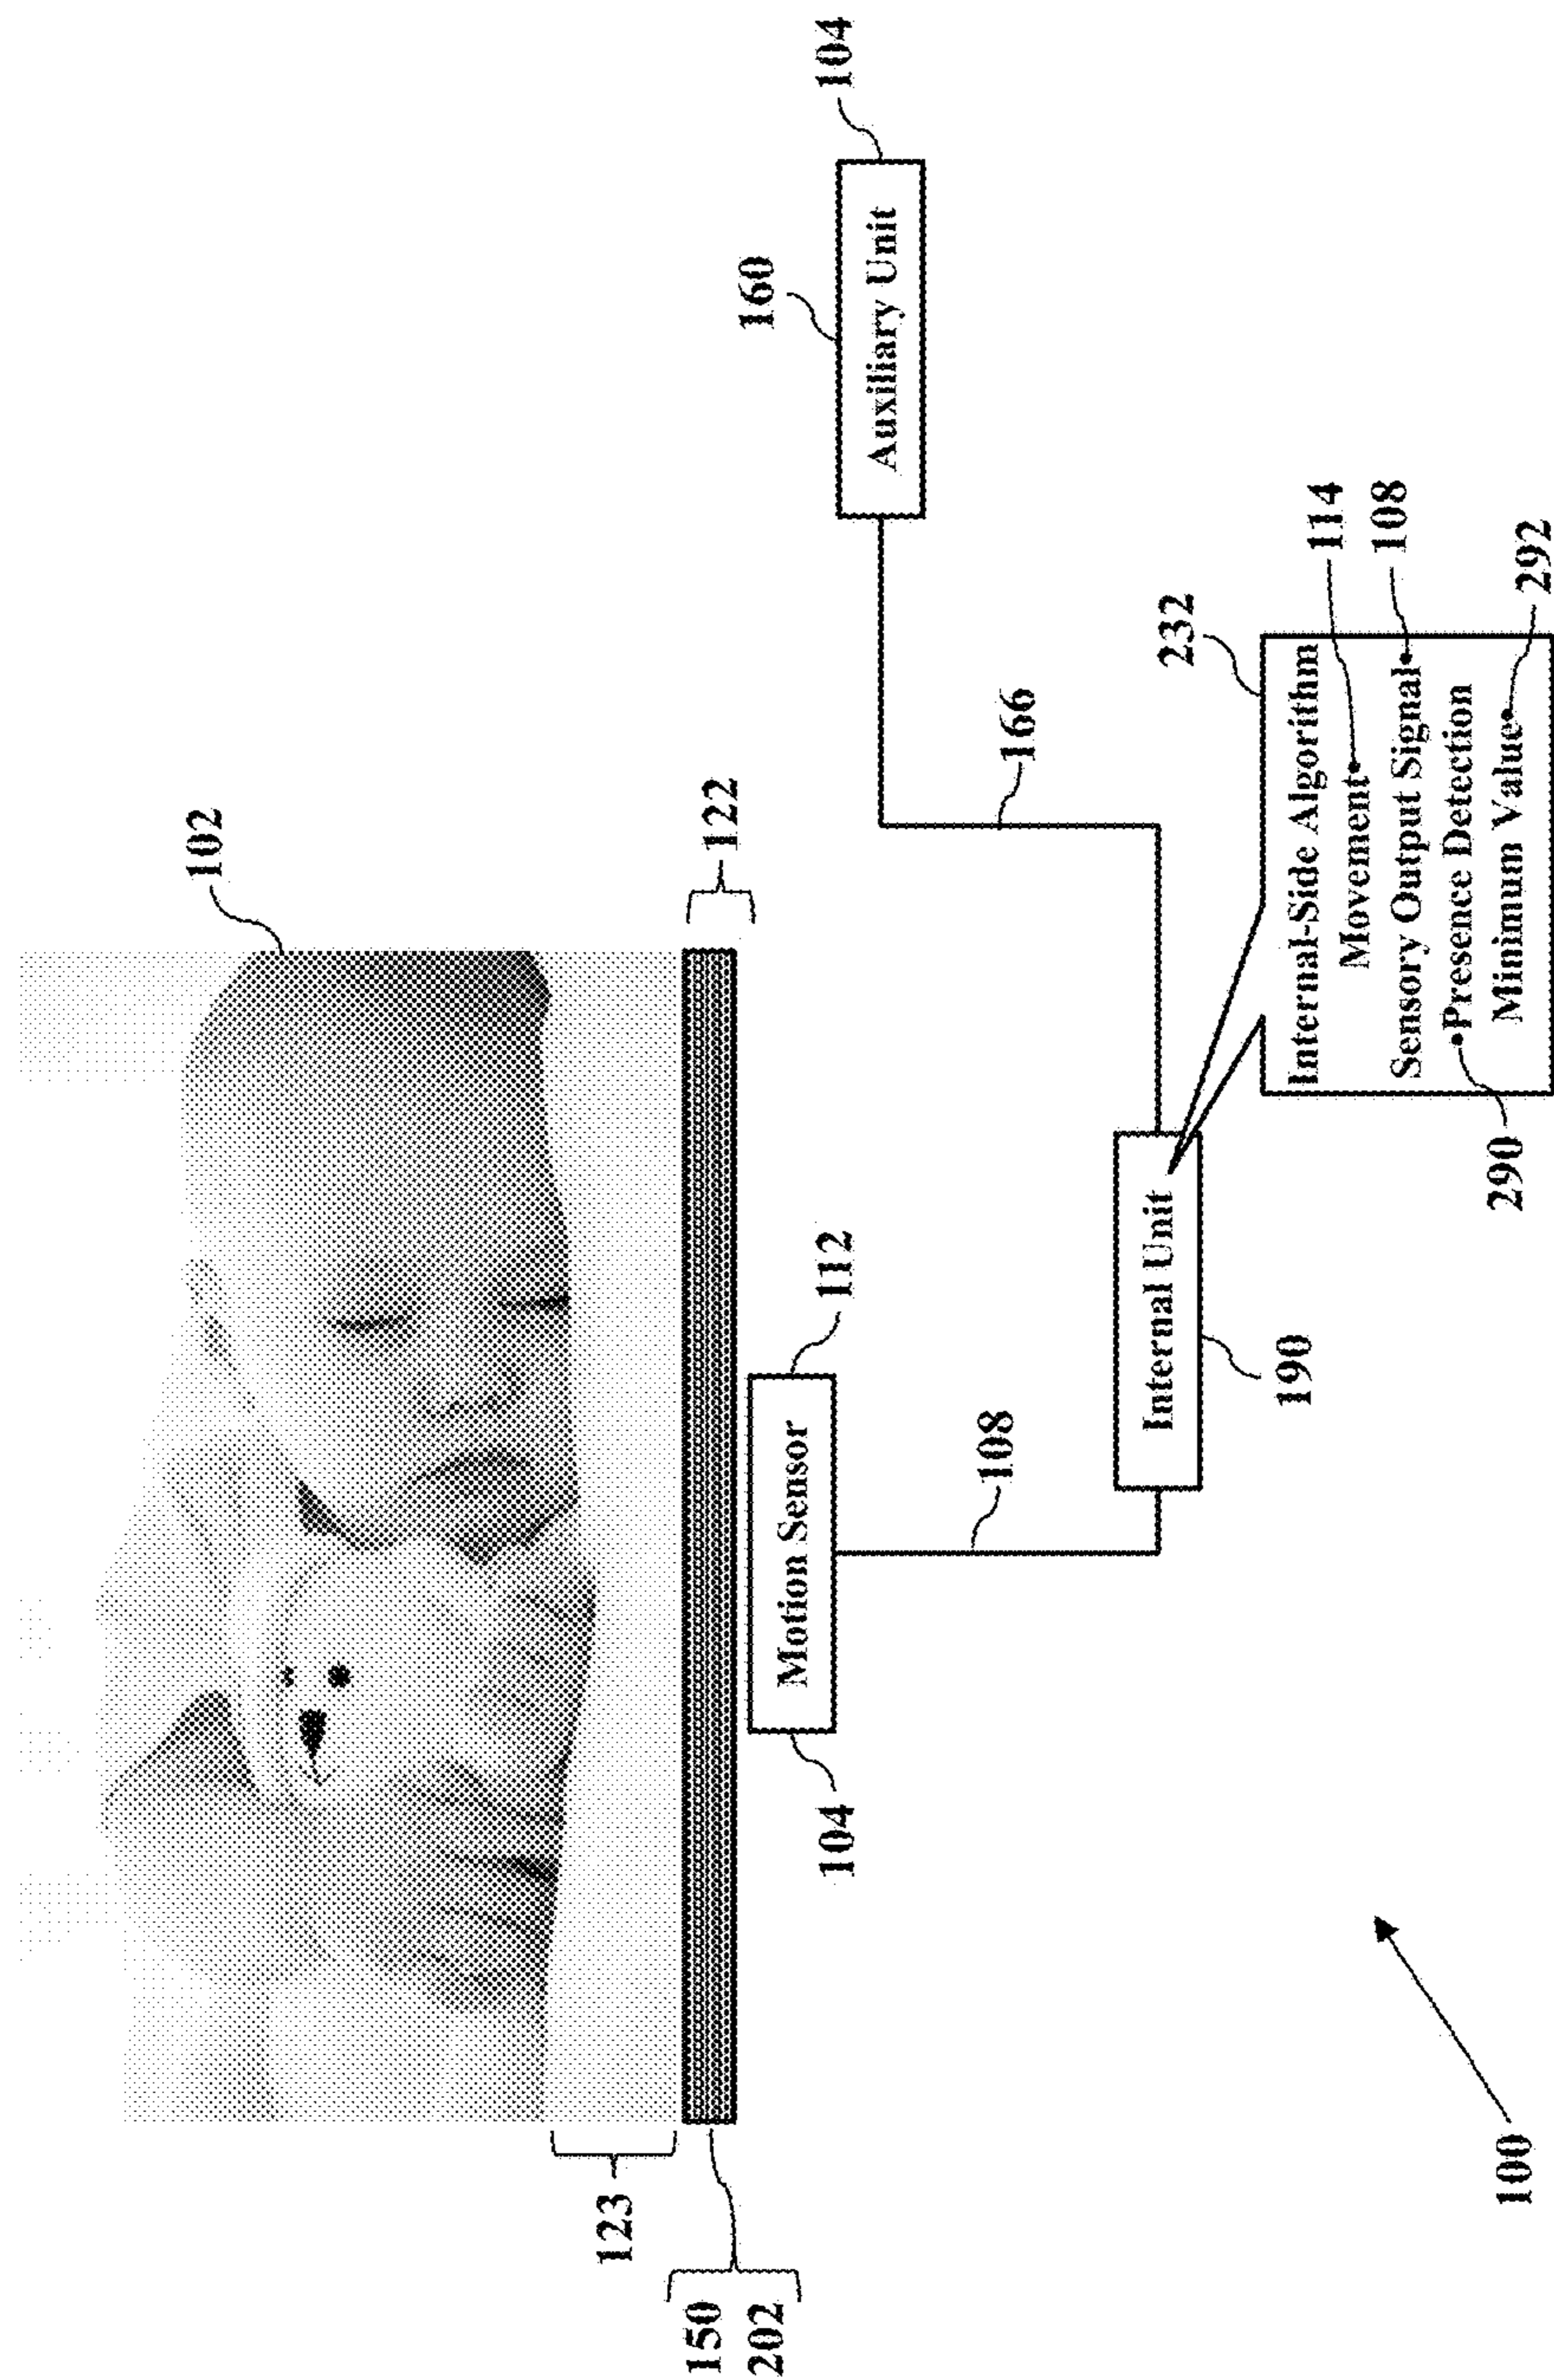 102
123
150
202
122
104
Motion Sensor
112
160
Auxiliary Unit
104
108
166
Internal Unit
190
232
Internal-Side Algorithm
Movement
114
Sensory Output Signal
108
Presence Detection
290
Minimum Value
292
100